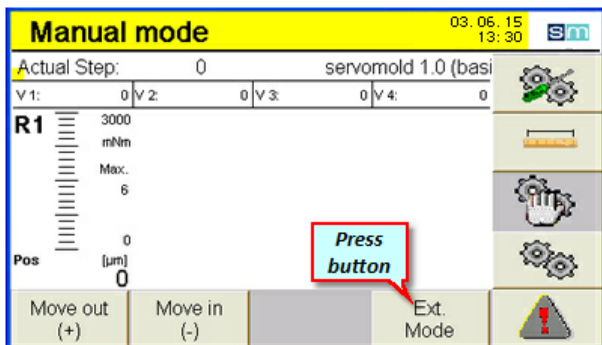 Manual mode
03. 06. 15
13: 30
sm
Actual Step: 0 servomold 1.0 (basi
V 1: 0 V 2: 0 V 3: 0 V 4: 0
R1
3000
mNm
Max.
6
0
Pos [µm]
0
Press
button
Move out
(+)
Move in
(-)
Ext.
Mode
!